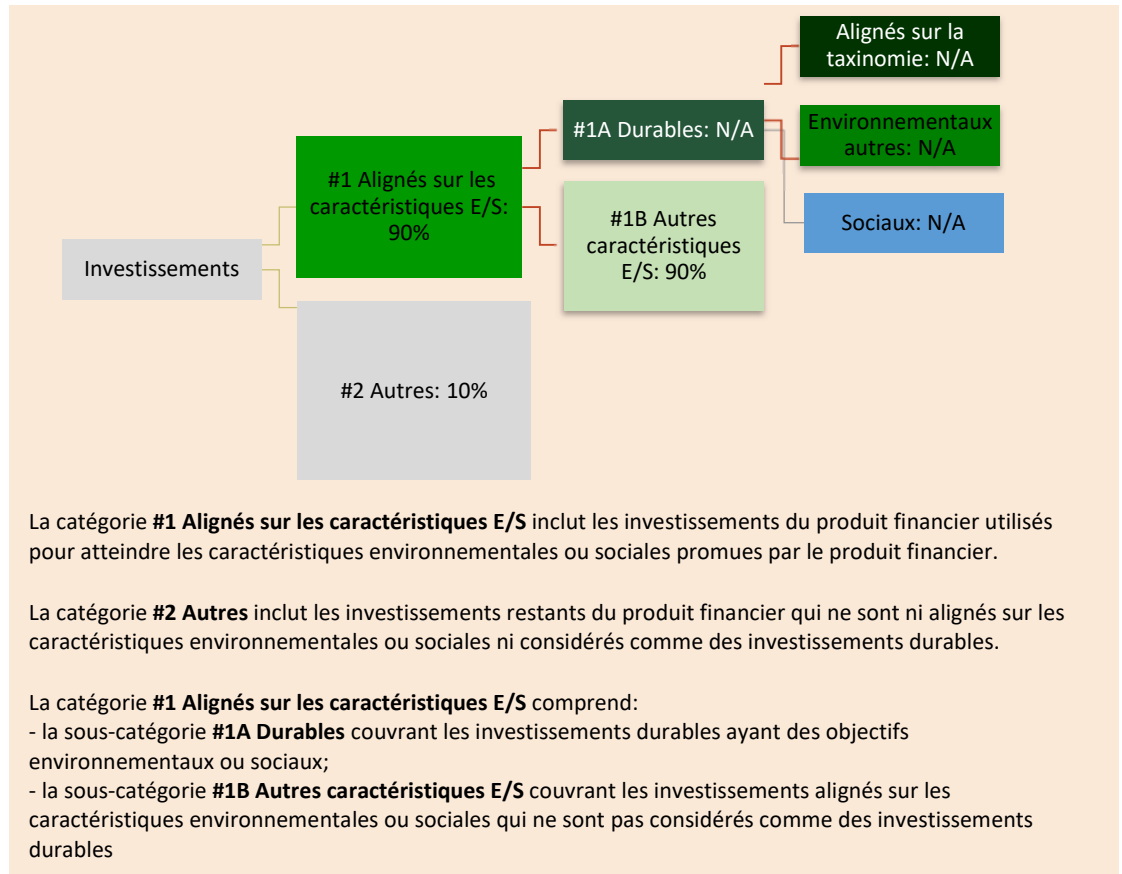 Alignés sur la
taxinomie: N/A
#1A Durables: N/A
Environnementaux
autres: N/A
#1 Alignés sur les
caractéristiques E/S:
90%
#1B Autres
caractéristiques
E/S: 90%
Sociaux: N/A
Investissements
#2 Autres: 10%
La catégorie #1 Alignés sur les caractéristiques E/S inclut les investissements du produit financier utilisés
pour atteindre les caractéristiques environnementales ou sociales promues par le produit financier.
La catégorie #2 Autres inclut les investissements restants du produit financier qui ne sont ni alignés sur les
caractéristiques environnementales ou sociales ni considérés comme des investissements durables.
La catégorie #1 Alignés sur les caractéristiques E/S comprend:
- la sous-catégorie #1A Durables couvrant les investissements durables ayant des objectifs
environnementaux ou sociaux;
- la sous-catégorie #1B Autres caractéristiques E/S couvrant les investissements alignés sur les
caractéristiques environnementales ou sociales qui ne sont pas considérés comme des investissements
durables